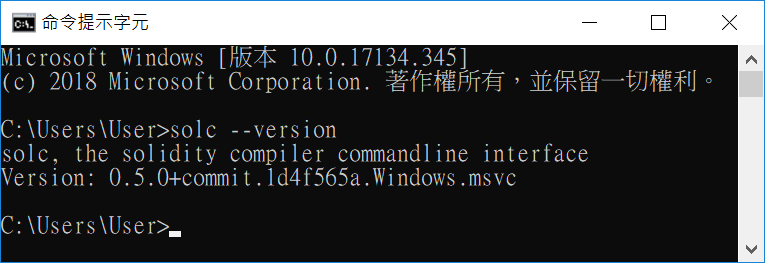 命令提示字元
Microsoft Windows [版本 10.0.17134.345]
(c) 2018 Microsoft Corporation. 著作權所有，並保留一切權利。
C:\Users\User>solc --version
solc, the solidity compiler commandline interface
Version: 0.5.0+commit.1d4f565a.Windows.msvc
C:\Users\User>